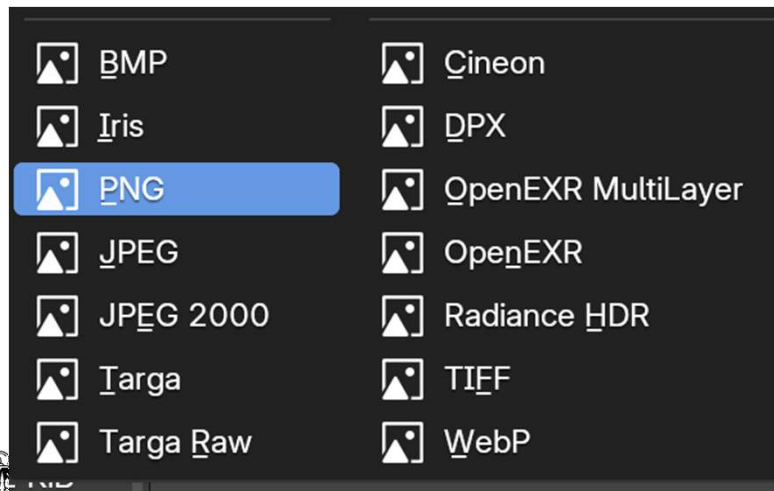 BMP
Iris
PNG
JPEG
JPEG 2000
Targa
Targa Raw
Cineon
DPX
OpenEXR MultiLayer
OpenEXR
Radiance HDR
TIFF
WebP